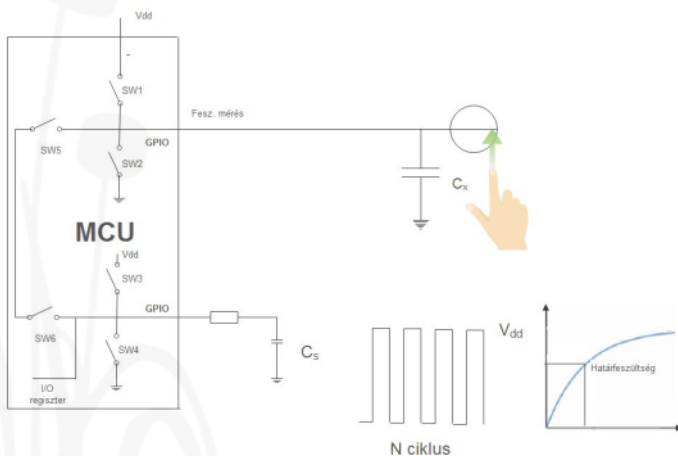 Vdd
SW1
Fesz. mérés
SW5
GPIO
SW2
Cx
MCU
Vdd
SW3
GPIO
SW6
SW4
Cs
I/O
regiszter
Vdd
Határfeszültség
N ciklus